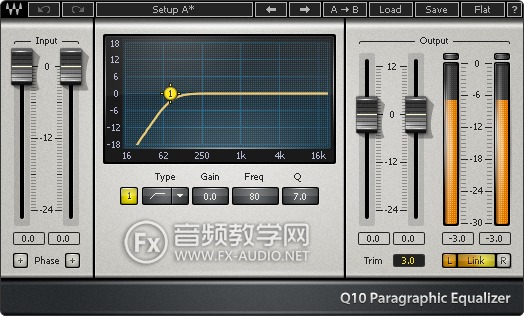 Setup A* A → B Load Save Flat ?
Input
0
-12
-24
0.0 0.0
+ Phase +
18
12
6
0
-6
-12
-18
16 62 250 1k 4k 16k
1
Type Gain Freq Q
1 0.0 80 7.0
Fx 音频教学网
WWW.FX-AUDIO.NET
Output
12
0
-12
-24
0
-3
-6
-9
-12
-15
-18
-24
-30
0.0 0.0 -3.0 -3.0
Trim 3.0 L Link R
Q10 Paragraphic Equalizer